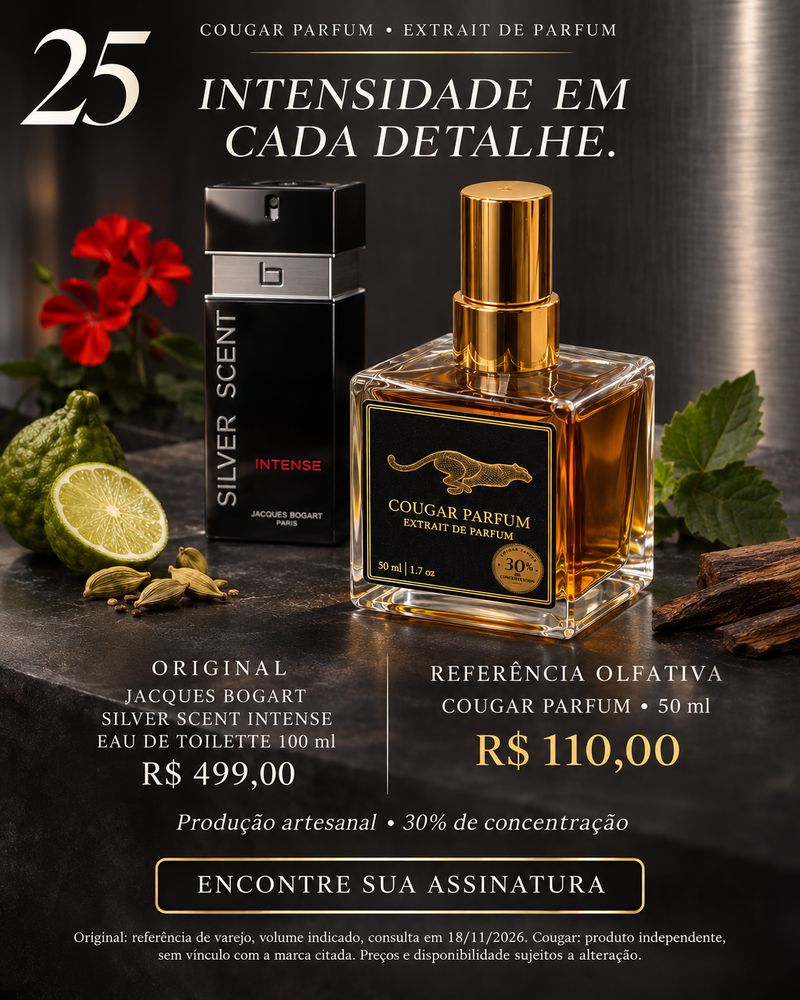 25
COUGAR PARFUM • EXTRAIT DE PARFUM
INTENSIDADE EM
CADA DETALHE.
b
SILVER SCENT
INTENSE
JACQUES BOGART
PARIS
COUGAR PARFUM
EXTRAIT DE PARFUM
50 ml | 1.7 oz
30%
ORIGINAL
JACQUES BOGART
SILVER SCENT INTENSE
EAU DE TOILETTE 100 ml
R$ 499,00
REFERÊNCIA OLFATIVA
COUGAR PARFUM • 50 ml
R$ 110,00
Produção artesanal • 30% de concentração
ENCONTRE SUA ASSINATURA
Original: referência de varejo, volume indicado, consulta em 18/11/2026. Cougar: produto independente,
sem vínculo com a marca citada. Preços e disponibilidade sujeitos a alteração.